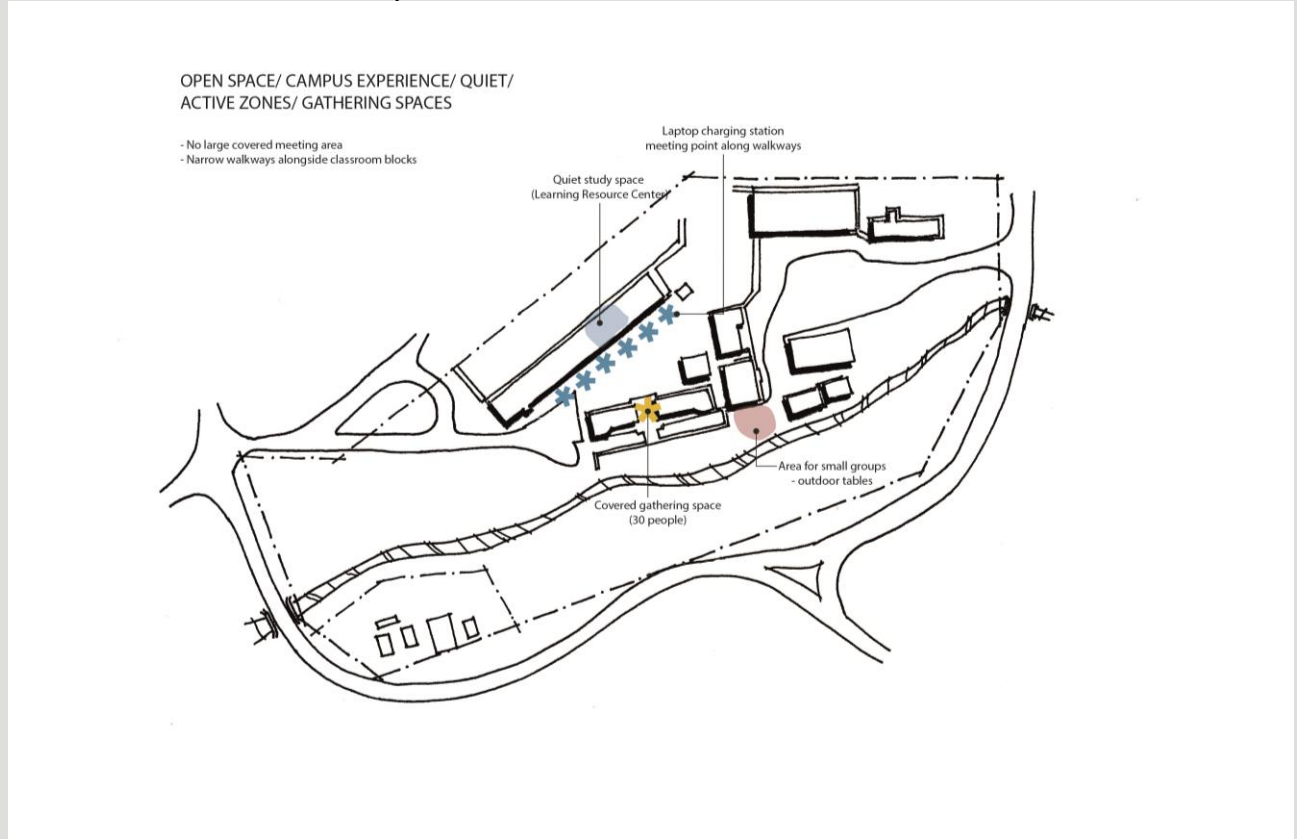 OPEN SPACE/ CAMPUS EXPERIENCE/ QUIET/
ACTIVE ZONES/ GATHERING SPACES
- No large covered meeting area
- Narrow walkways alongside classroom blocks
Laptop charging station
meeting point along walkways
Quiet study space
(Learning Resource Center)
Area for small groups
- outdoor tables
Covered gathering space
(30 people)